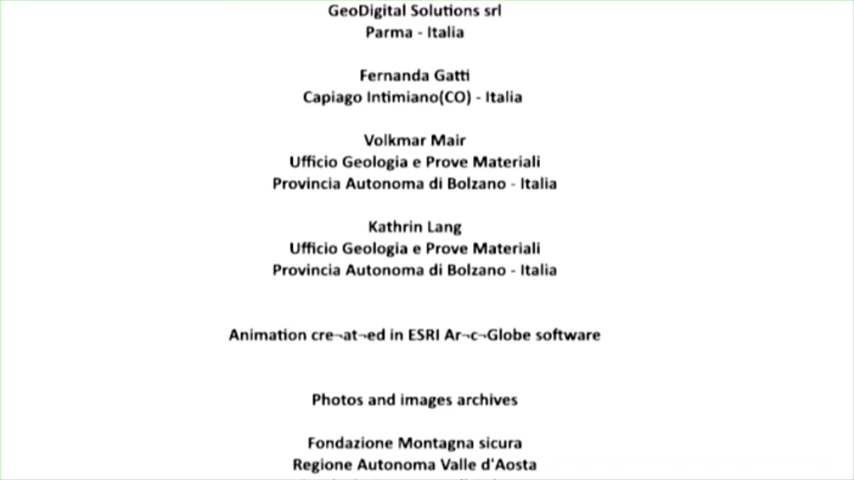 GeoDigital Solutions srl
Parma - Italia
Fernanda Gatti
Capiago Intimiano(CO) - Italia
Volkmar Mair
Ufficio Geologia e Prove Materiali
Provincia Autonoma di Bolzano - Italia
Kathrin Lang
Ufficio Geologia e Prove Materiali
Provincia Autonoma di Bolzano - Italia
Animation cre¬at¬ed in ESRI Ar¬c¬Globe software
Photos and images archives
Fondazione Montagna sicura
Regione Autonoma Valle d'Aosta